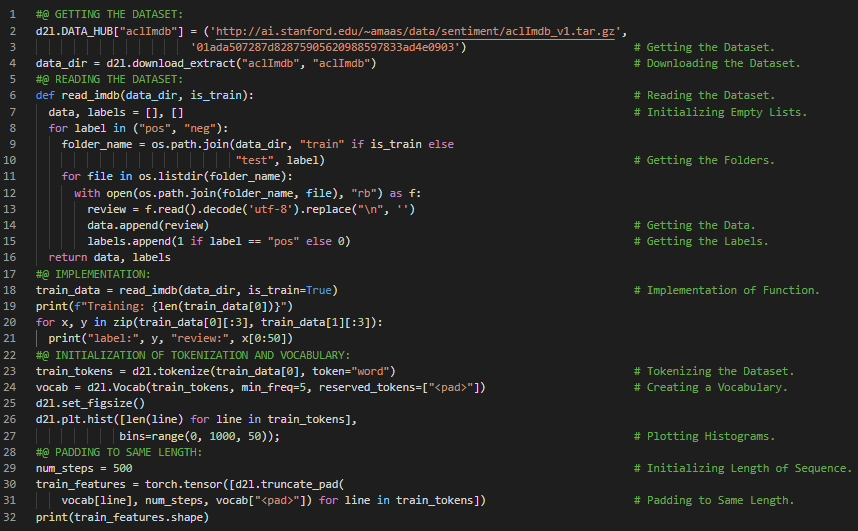 1 #@ GETTING THE DATASET:
2 d2l.DATA_HUB["aclImdb"] = ('http://ai.stanford.edu/~amaas/data/sentiment/aclImdb_v1.tar.gz',
3 '01ada507287d82875905620988597833ad4e0903') # Getting the Dataset.
4 data_dir = d2l.download_extract("aclImdb", "aclImdb") # Downloading the Dataset.
5 #@ READING THE DATASET:
6 def read_imdb(data_dir, is_train): # Reading the Dataset.
7 data, labels = [], [] # Initializing Empty Lists.
8 for label in ("pos", "neg"):
9 folder_name = os.path.join(data_dir, "train" if is_train else
10 "test", label) # Getting the Folders.
11 for file in os.listdir(folder_name):
12 with open(os.path.join(folder_name, file), "rb") as f:
13 review = f.read().decode('utf-8').replace("\n", '')
14 data.append(review) # Getting the Data.
15 labels.append(1 if label == "pos" else 0) # Getting the Labels.
16 return data, labels
17 #@ IMPLEMENTATION:
18 train_data = read_imdb(data_dir, is_train=True) # Implementation of Function.
19 print(f"Training: {len(train_data[0])}")
20 for x, y in zip(train_data[0][:3], train_data[1][:3]):
21 print("label:", y, "review:", x[0:50])
22 #@ INITIALIZATION OF TOKENIZATION AND VOCABULARY:
23 train_tokens = d2l.tokenize(train_data[0], token="word") # Tokenizing the Dataset.
24 vocab = d2l.Vocab(train_tokens, min_freq=5, reserved_tokens=["<pad>"]) # Creating a Vocabulary.
25 d2l.set_figsize()
26 d2l.plt.hist([len(line) for line in train_tokens],
27 bins=range(0, 1000, 50)); # Plotting Histograms.
28 #@ PADDING TO SAME LENGTH:
29 num_steps = 500 # Initializing Length of Sequence.
30 train_features = torch.tensor([d2l.truncate_pad(
31 vocab[line], num_steps, vocab["<pad>"]) for line in train_tokens]) # Padding to Same Length.
32 print(train_features.shape)